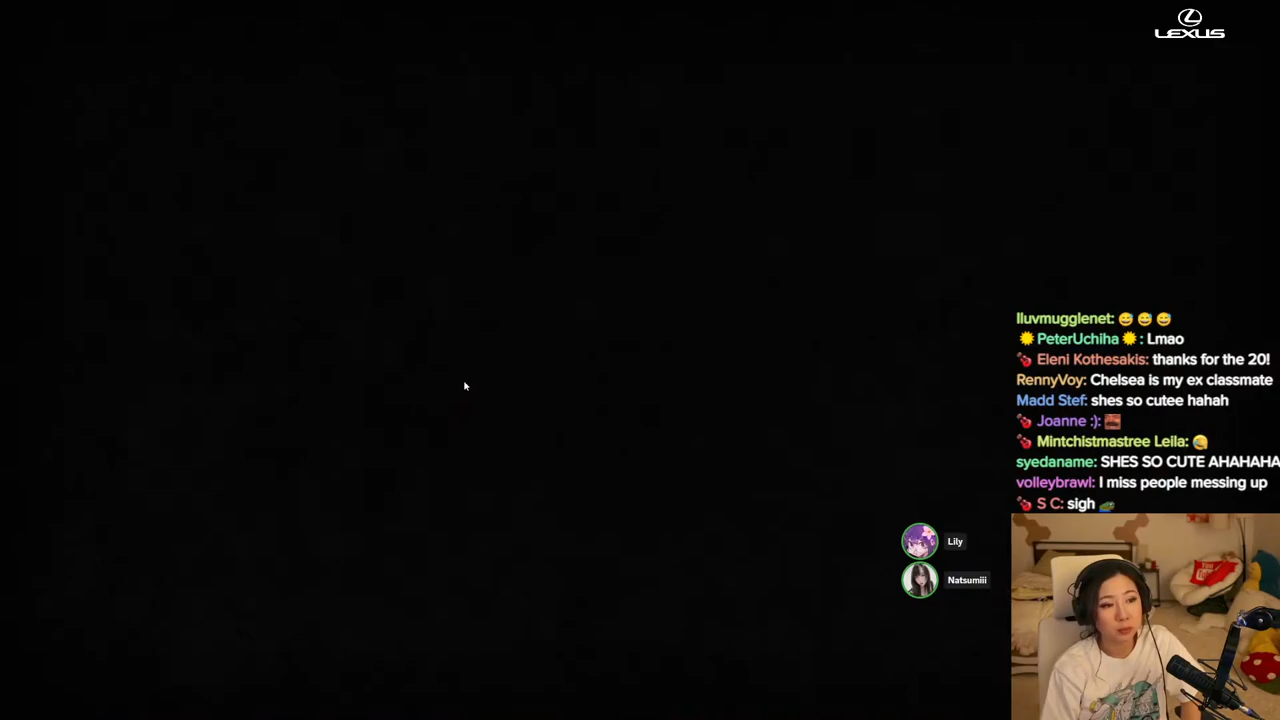 LEXUS
lluvmugglenet: 😅 😅 😅
PeterUchiha : Lmao
Eleni Kothesakis: thanks for the 20!
RennyVoy: Chelsea is my ex classmate
Madd Stef: shes so cutee hahah
Joanne :):
Mintchistmastree Leila:
syedaname: SHES SO CUTE AHAHAHA
volleybrawl: I miss people messing up
S C: sigh
Lily
Natsumiii
You